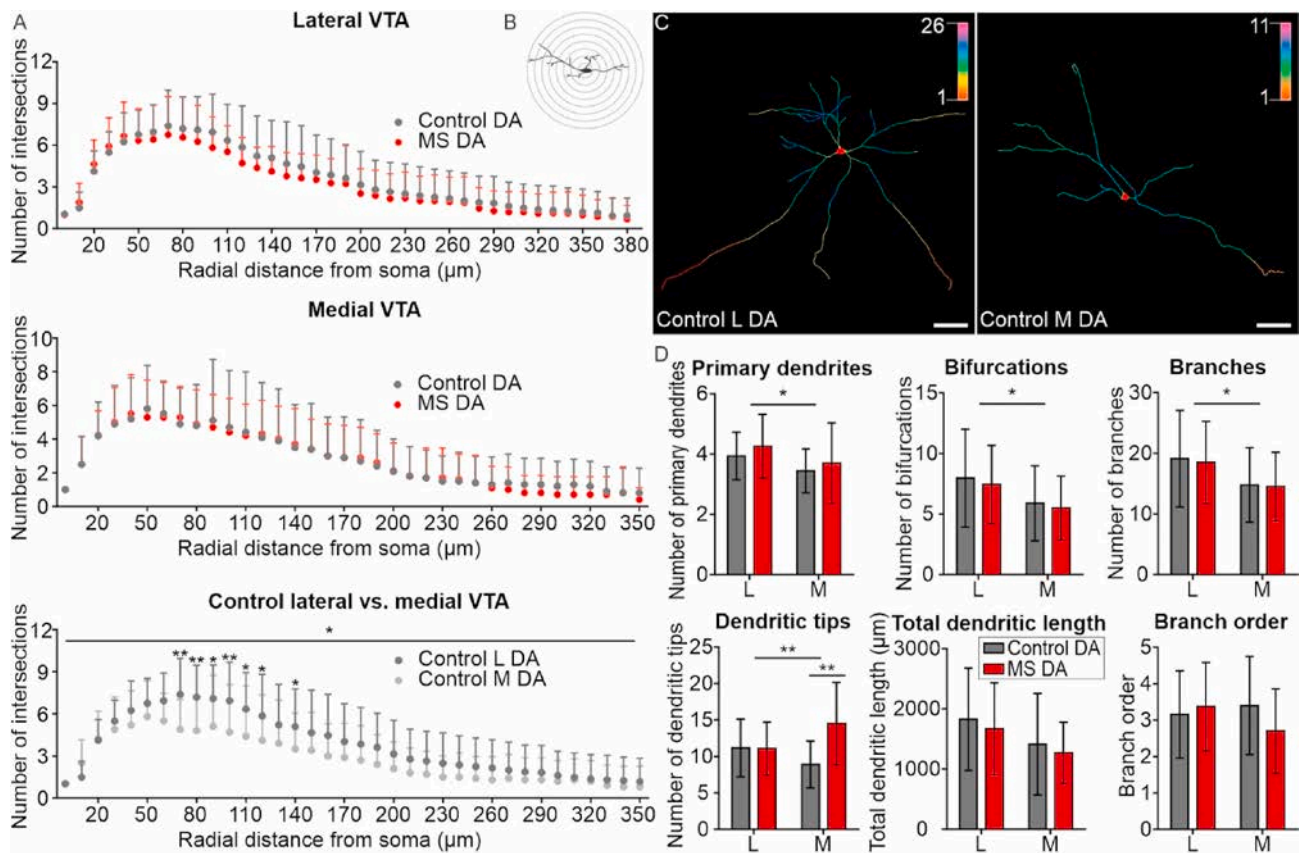 A
Lateral VTA
Number of intersections
12
9
6
3
0
Control DA
MS DA
20 50 80 110 140 170 200 230 260 290 320 350 380
Radial distance from soma (µm)
Medial VTA
Number of intersections
10
8
6
4
2
0
Control DA
MS DA
20 50 80 110 140 170 200 230 260 290 320 350
Radial distance from soma (µm)
Control lateral vs. medial VTA
Number of intersections
12
9
6
3
0
*
** ** * ** * * *
Control L DA
Control M DA
20 50 80 110 140 170 200 230 260 290 320 350
Radial distance from soma (µm)
B
C
26
1
Control L DA
11
1
Control M DA
D
Primary dendrites
Number of primary dendrites
6
4
2
0
*
L M
Bifurcations
Number of bifurcations
15
10
5
0
*
L M
Branches
Number of branches
30
20
10
0
*
L M
Dendritic tips
Number of dendritic tips
25
20
15
10
5
0
**
**
L M
Total dendritic length
Total dendritic length (µm)
3000
2000
1000
0
Control DA
MS DA
L M
Branch order
Branch order
5
4
3
2
1
0
L M